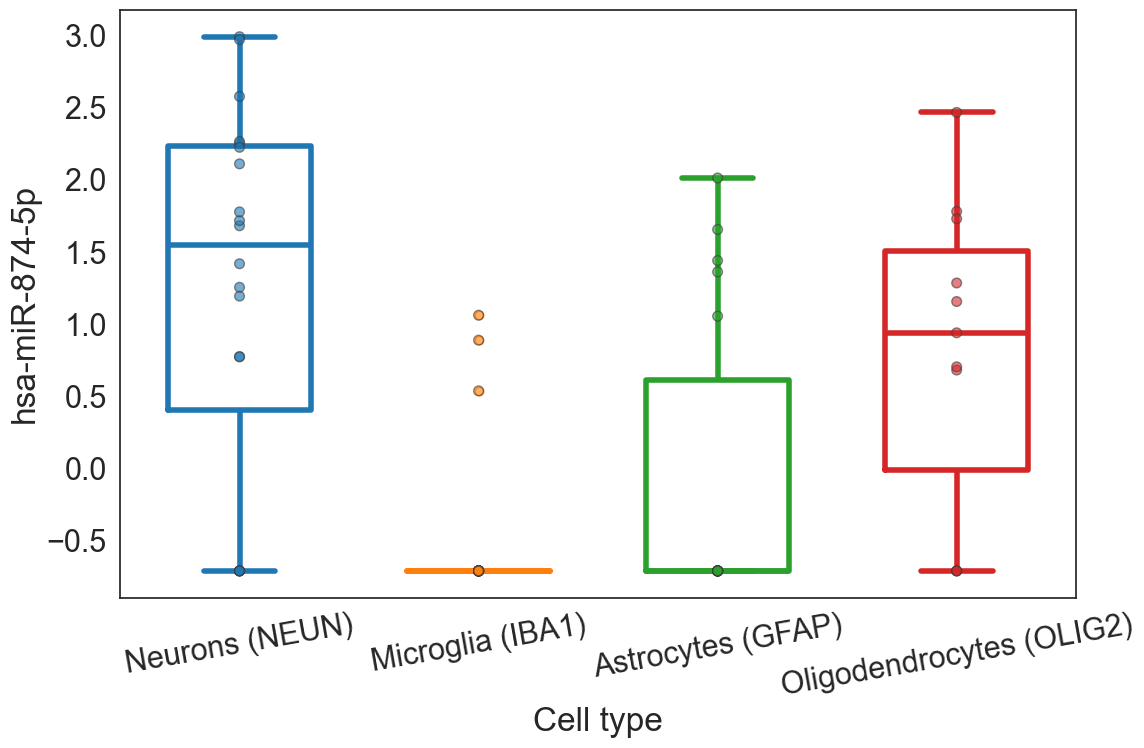 hsa-miR-874-5p
3.0
2.5
2.0
1.5
1.0
0.5
0.0
−0.5
Neurons (NEUN)
Microglia (IBA1)
Astrocytes (GFAP)
Oligodendrocytes (OLIG2)
Cell type